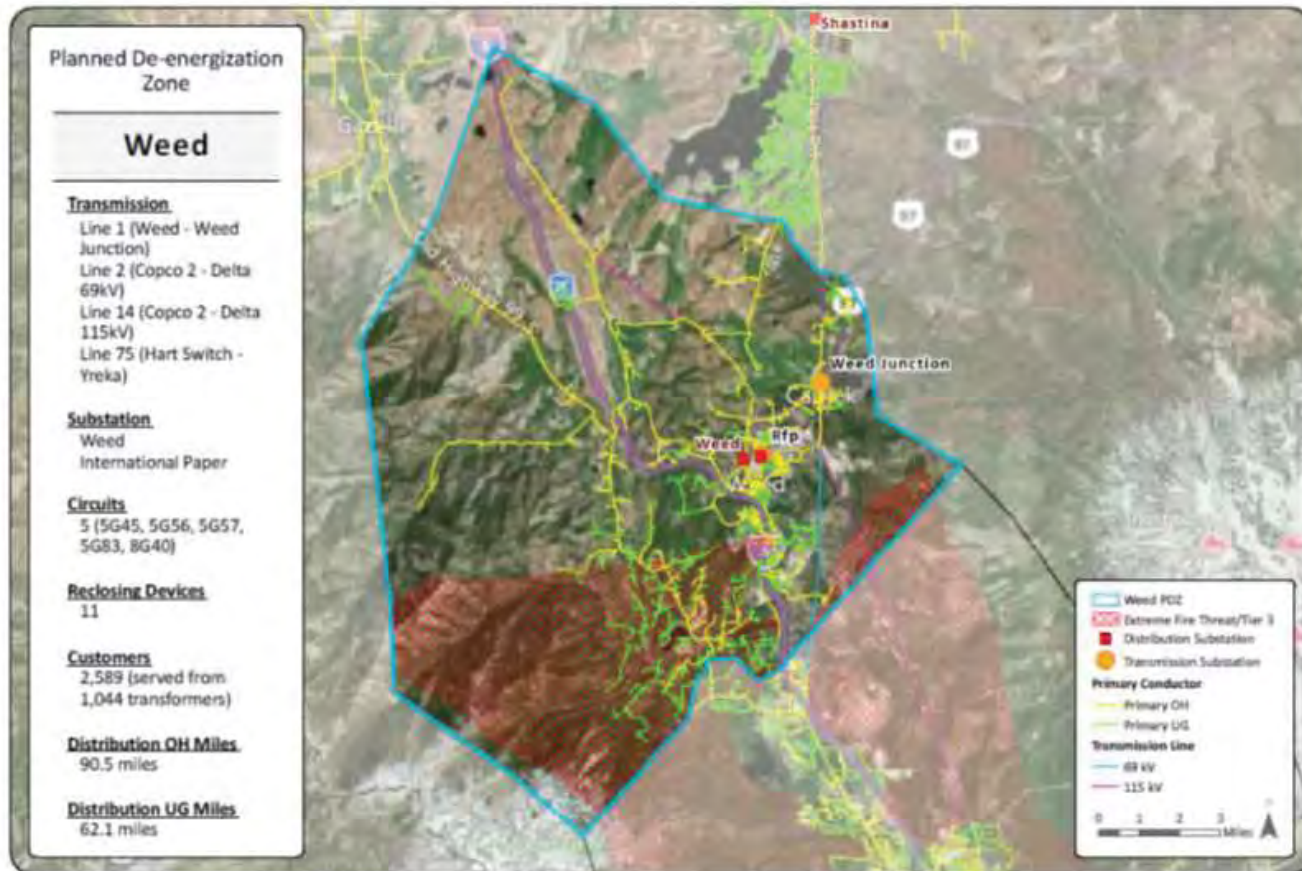 Planned De-energization
Zone
Weed
Transmission
Line 1 (Weed - Weed
Junction)
Line 2 (Copco 2 - Delta
69kV)
Line 14 (Copco 2 - Delta
115kV)
Line 75 (Hart Switch -
Yreka)
Substation
Weed
International Paper
Circuits
5 (5G45, 5G56, 5G57,
5G83, 8G40)
Reclosing Devices
11
Customers
2,589 (served from
1,044 transformers)
Distribution OH Miles
90.5 miles
Distribution UG Miles
62.1 miles
Shastina
97
97
Weed Junction
Weed
Rfp
Weed PDZ
Extreme Fire Threat/Tier 3
Distribution Substation
Transmission Substation
Primary Conductor
Primary OH
Primary UG
Transmission Line
69 kV
115 kV
0 1 2 3
Miles